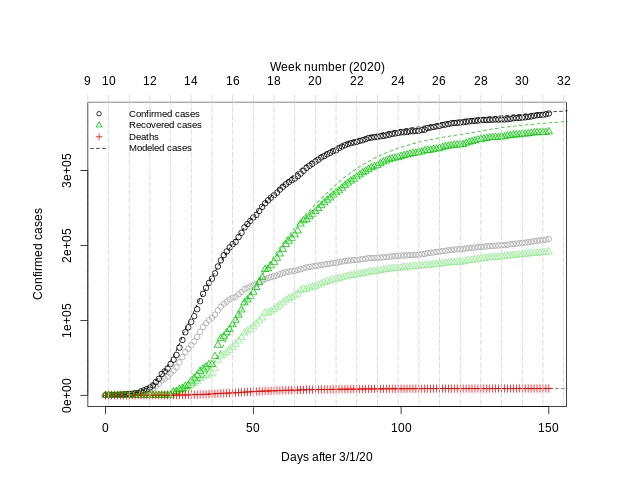 Week number (2020)
9 10 12 14 16 18 20 22 24 26 28 30 32
Confirmed cases
Recovered cases
Deaths
Modeled cases
Confirmed cases
3e+05
2e+05
1e+05
0e+00
0 50 100 150
Days after 3/1/20